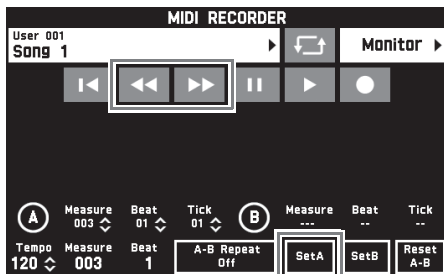 MIDI RECORDER
User 001
Song 1
Monitor
A Measure Beat Tick B Measure Beat Tick
003 01 01 --- -- --
Tempo Measure Beat A-B Repeat SetA SetB Reset
120 003 1 Off A-B